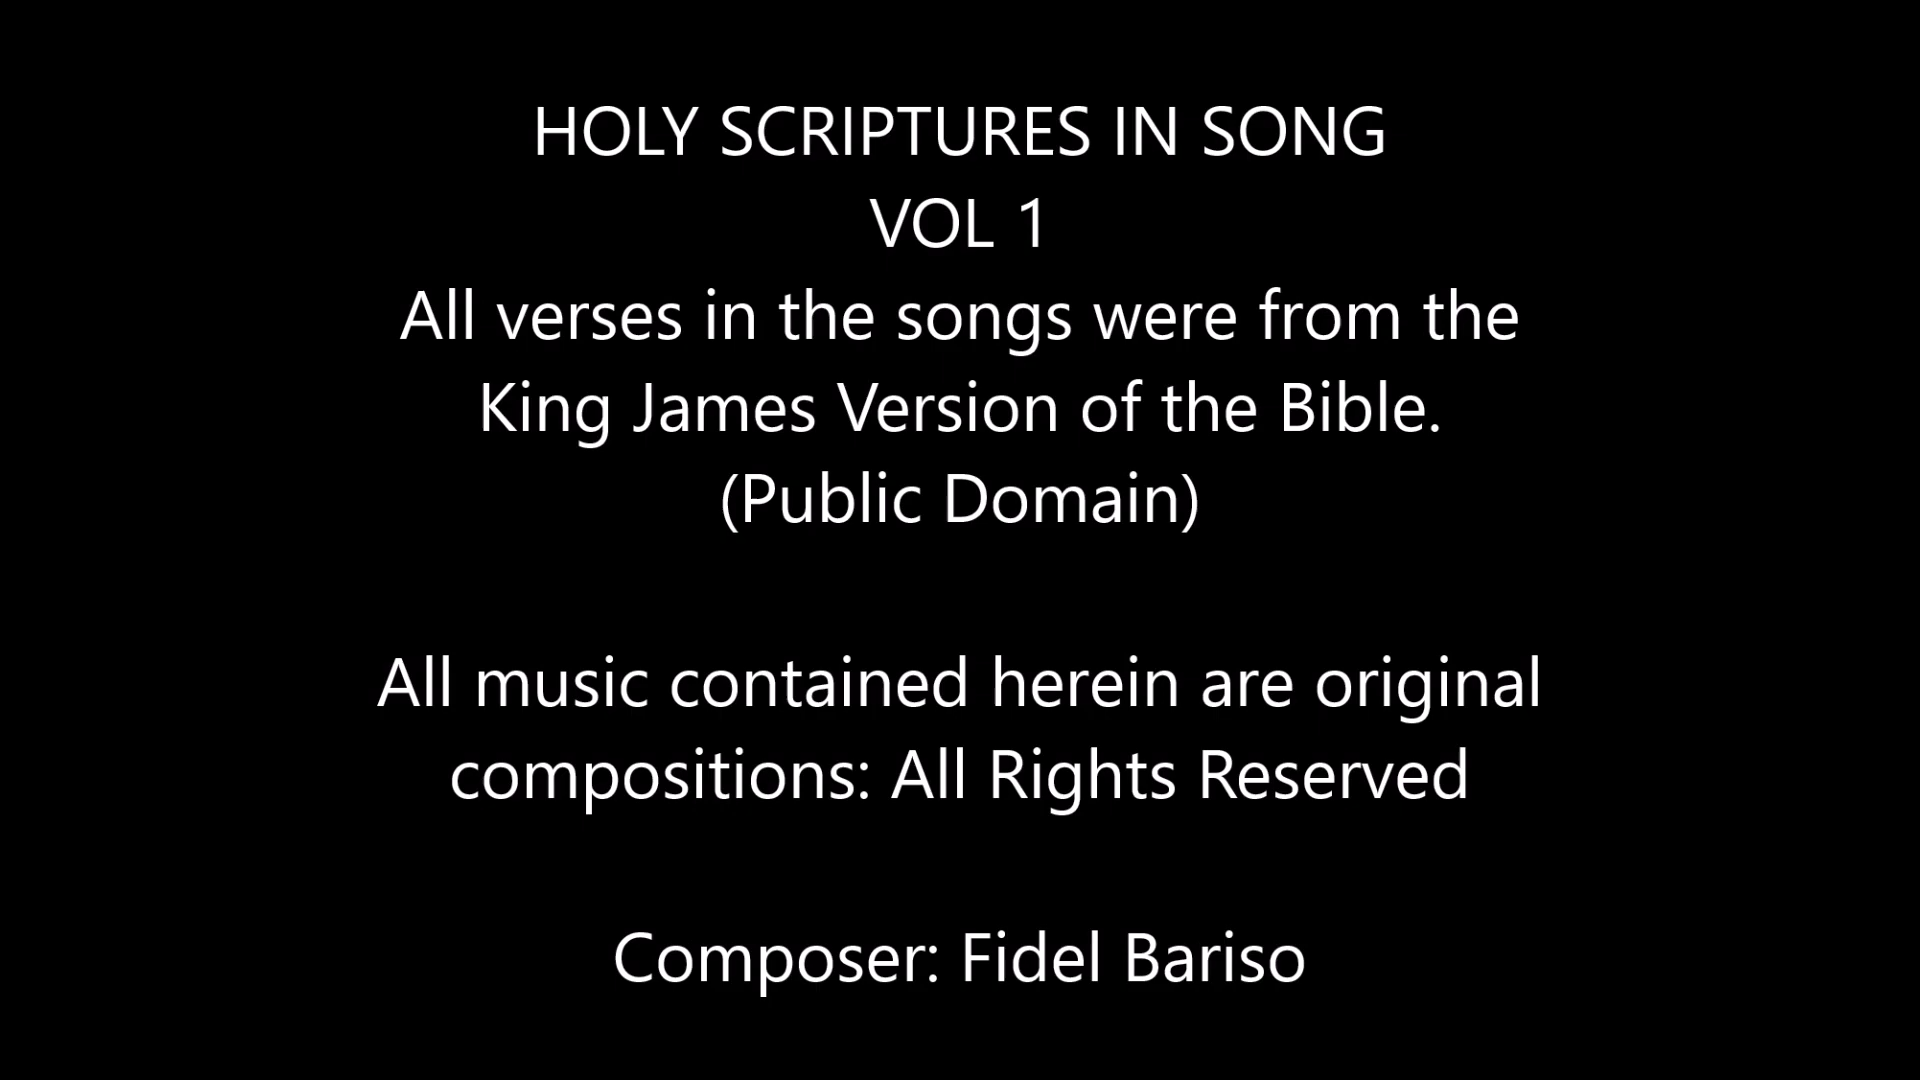 HOLY SCRIPTURES IN SONG
VOL 1
All verses in the songs were from the
King James Version of the Bible.
(Public Domain)
All music contained herein are original
compositions: All Rights Reserved
Composer: Fidel Bariso